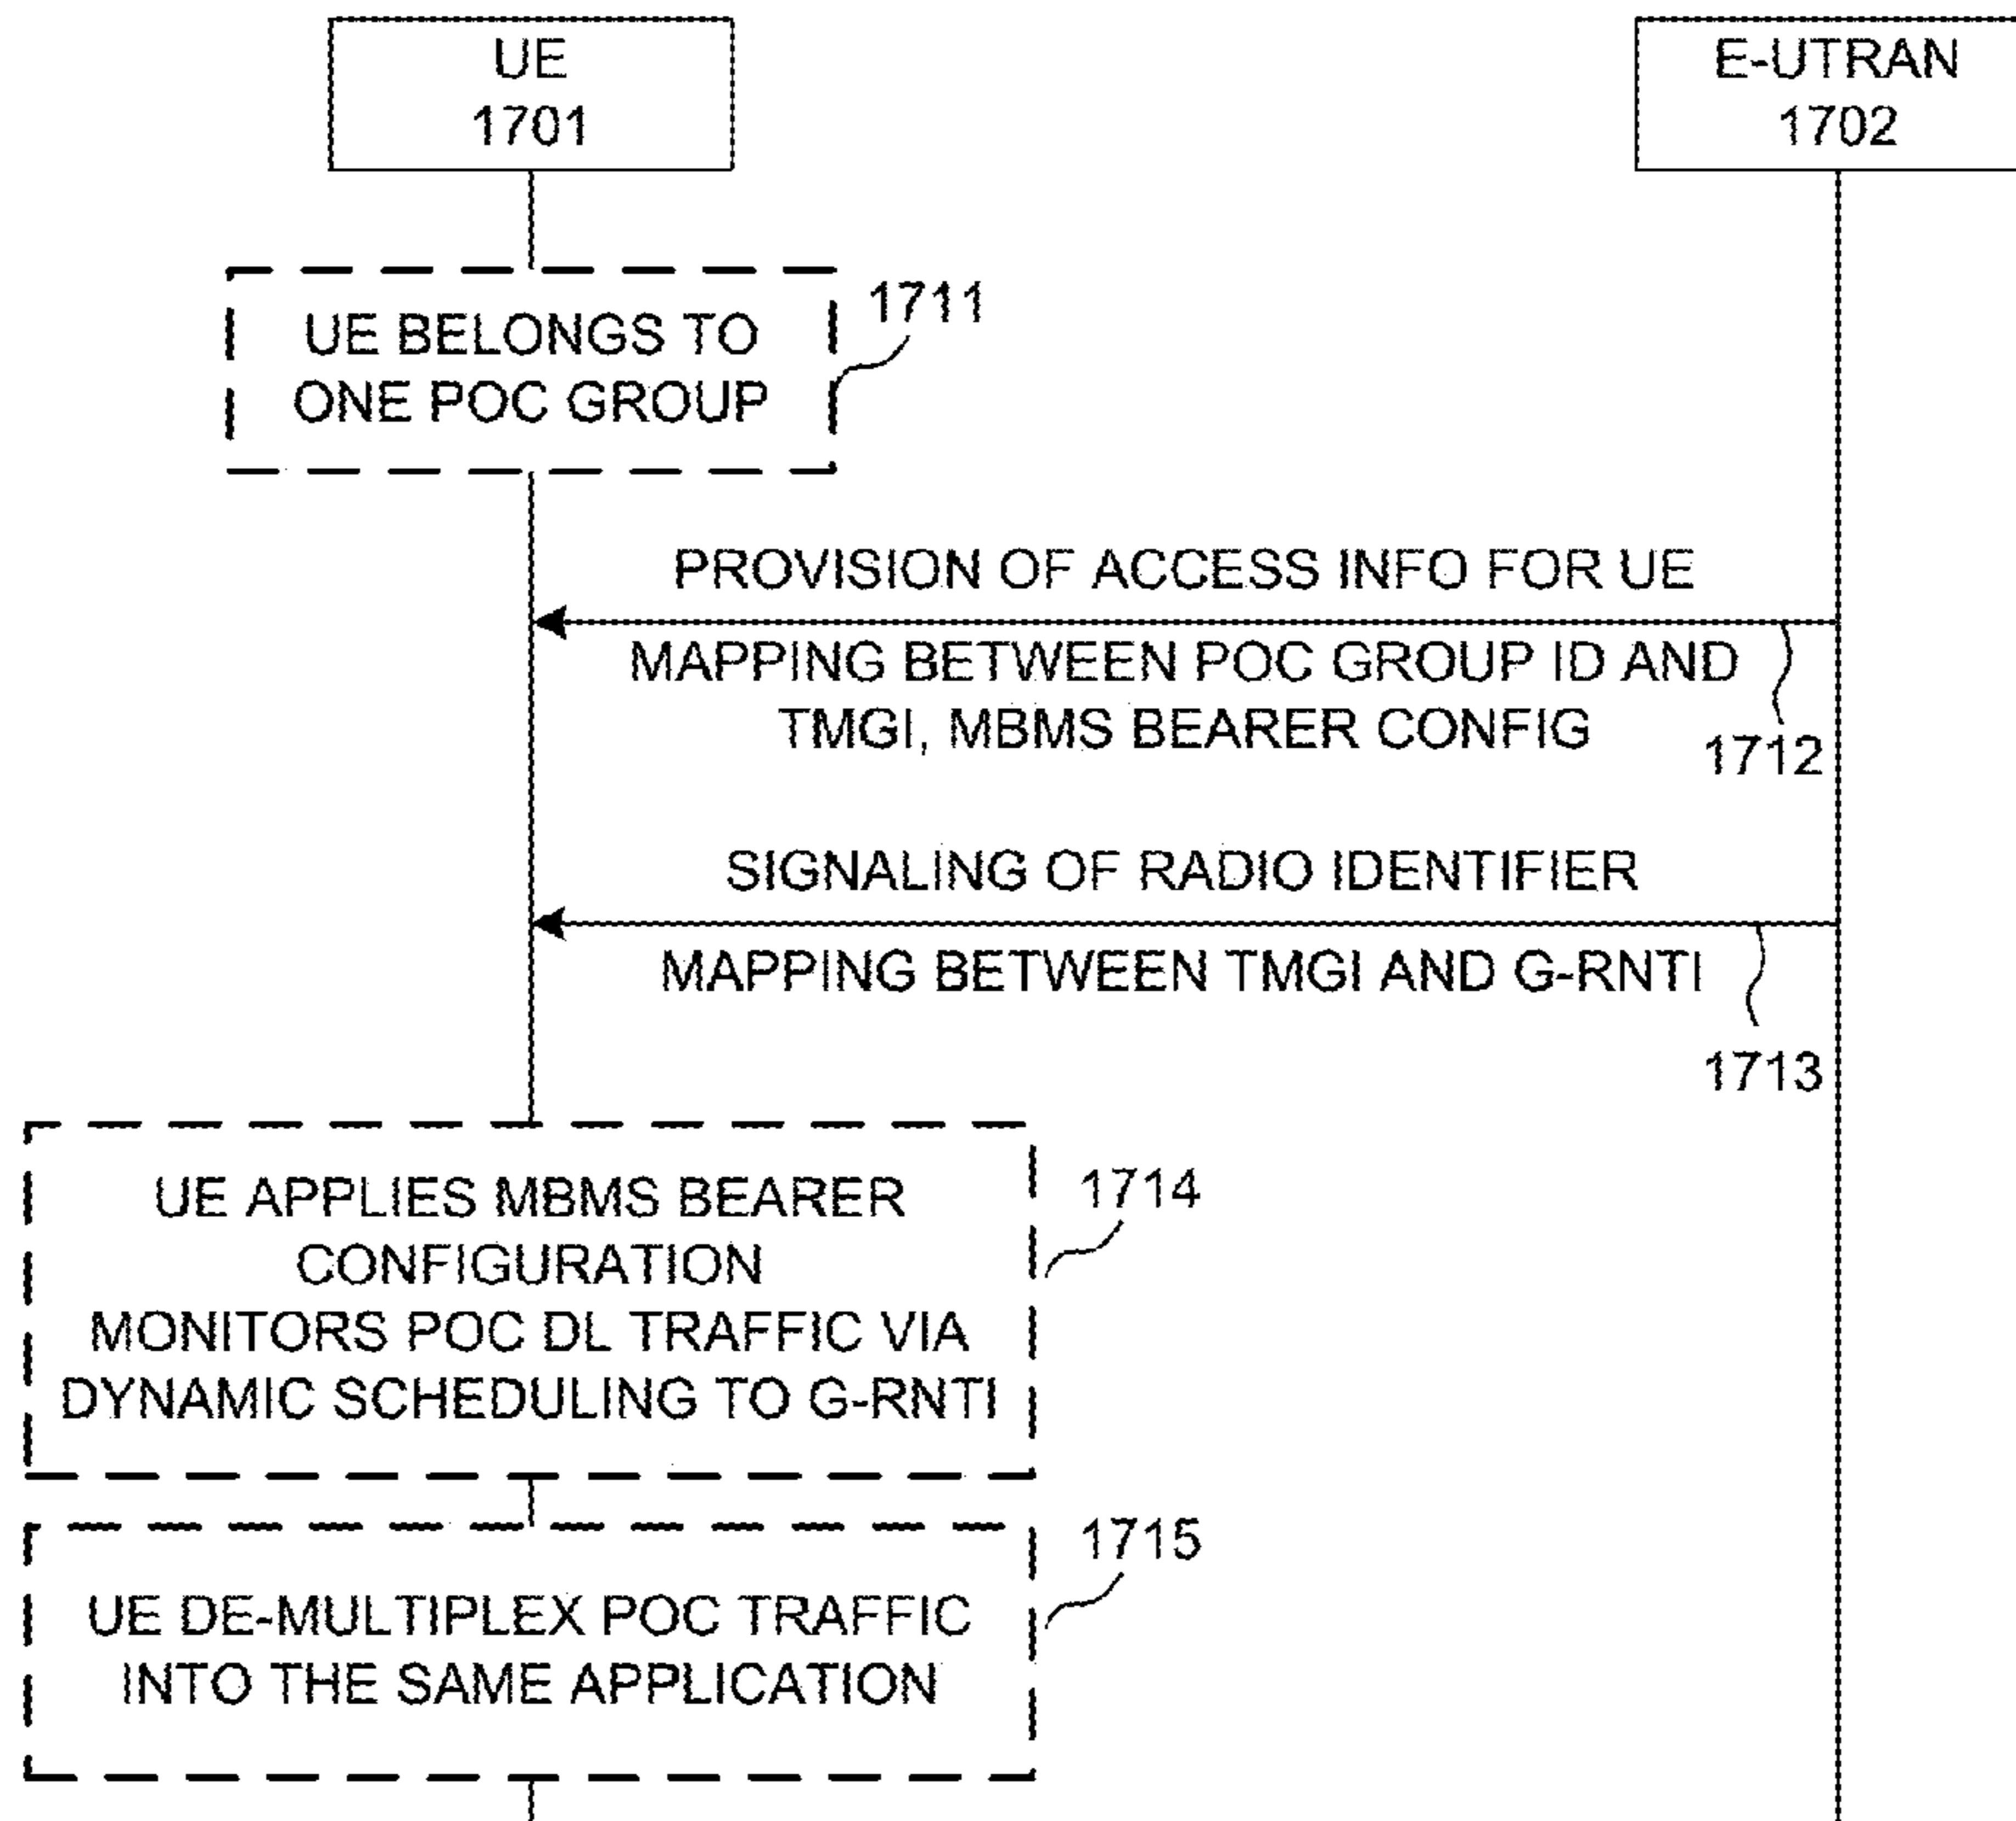 UE
1701
E-UTRAN
1702
UE BELONGS TO
ONE POC GROUP
1711
PROVISION OF ACCESS INFO FOR UE
MAPPING BETWEEN POC GROUP ID AND
TMGI, MBMS BEARER CONFIG
1712
SIGNALING OF RADIO IDENTIFIER
MAPPING BETWEEN TMGI AND G-RNTI
1713
UE APPLIES MBMS BEARER
CONFIGURATION
MONITORS POC DL TRAFFIC VIA
DYNAMIC SCHEDULING TO G-RNTI
1714
UE DE-MULTIPLEX POC TRAFFIC
INTO THE SAME APPLICATION
1715